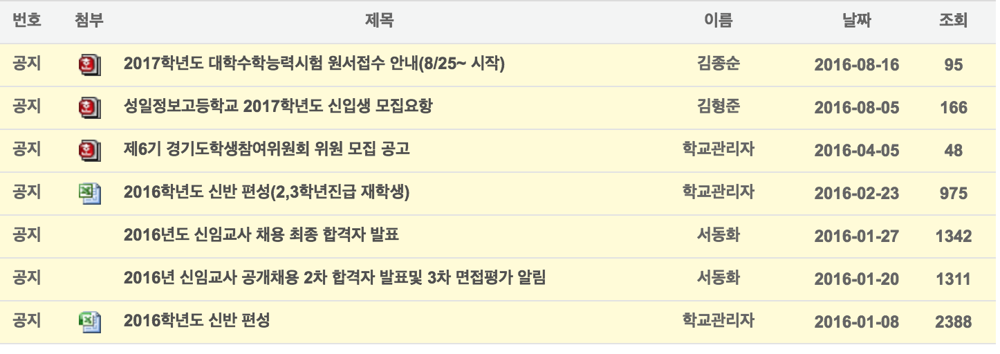 번호 첨부 제목 이름 날짜 조회
공지 2017학년도 대학수학능력시험 원서접수 안내(8/25~ 시작) 김종순 2016-08-16 95
공지 성일정보고등학교 2017학년도 신입생 모집요항 김형준 2016-08-05 166
공지 제6기 경기도학생참여위원회 위원 모집 공고 학교관리자 2016-04-05 48
공지 2016학년도 신반 편성(2,3학년진급 재학생) 학교관리자 2016-02-23 975
공지 2016년도 신임교사 채용 최종 합격자 발표 서동화 2016-01-27 1342
공지 2016년 신임교사 공개채용 2차 합격자 발표및 3차 면접평가 알림 서동화 2016-01-20 1311
공지 2016학년도 신반 편성 학교관리자 2016-01-08 2388